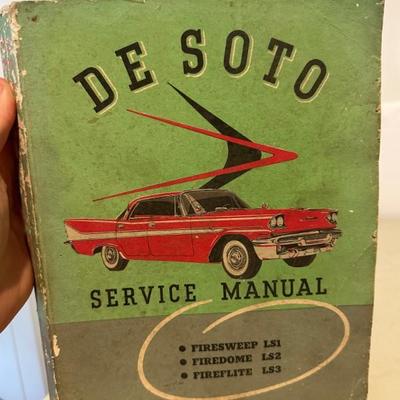 DE SOTO
SERVICE MANUAL
• FIRESWEEP LS1
• FIREDOME LS2
• FIREFLITE LS3